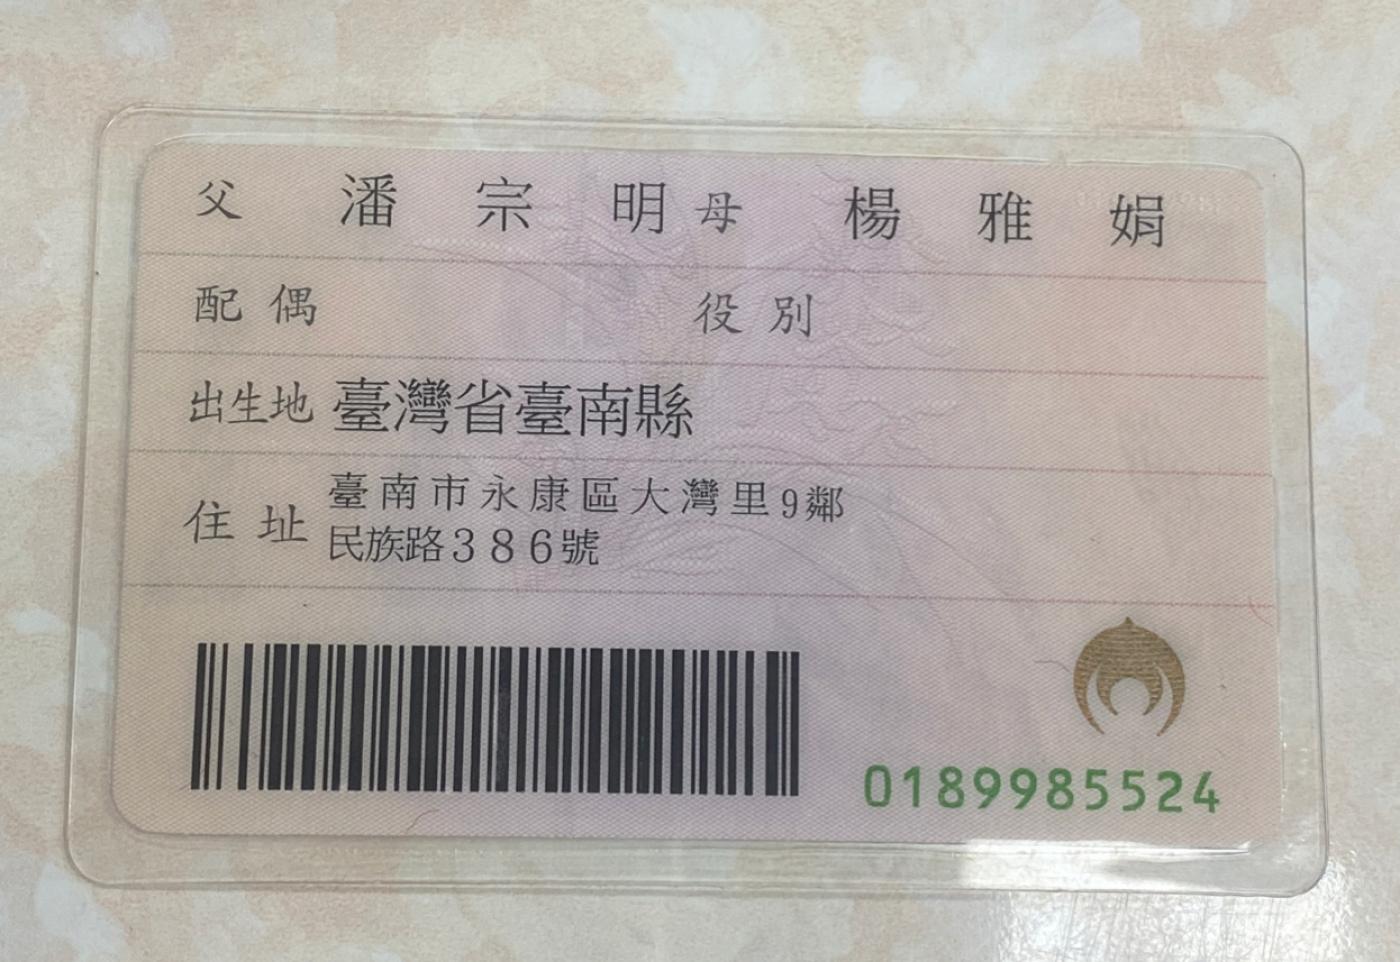 父 潘宗明 母 楊雅娟
配偶 役別
出生地 臺灣省臺南縣
住址 臺南市永康區大灣里9鄰
民族路386號
0189985524